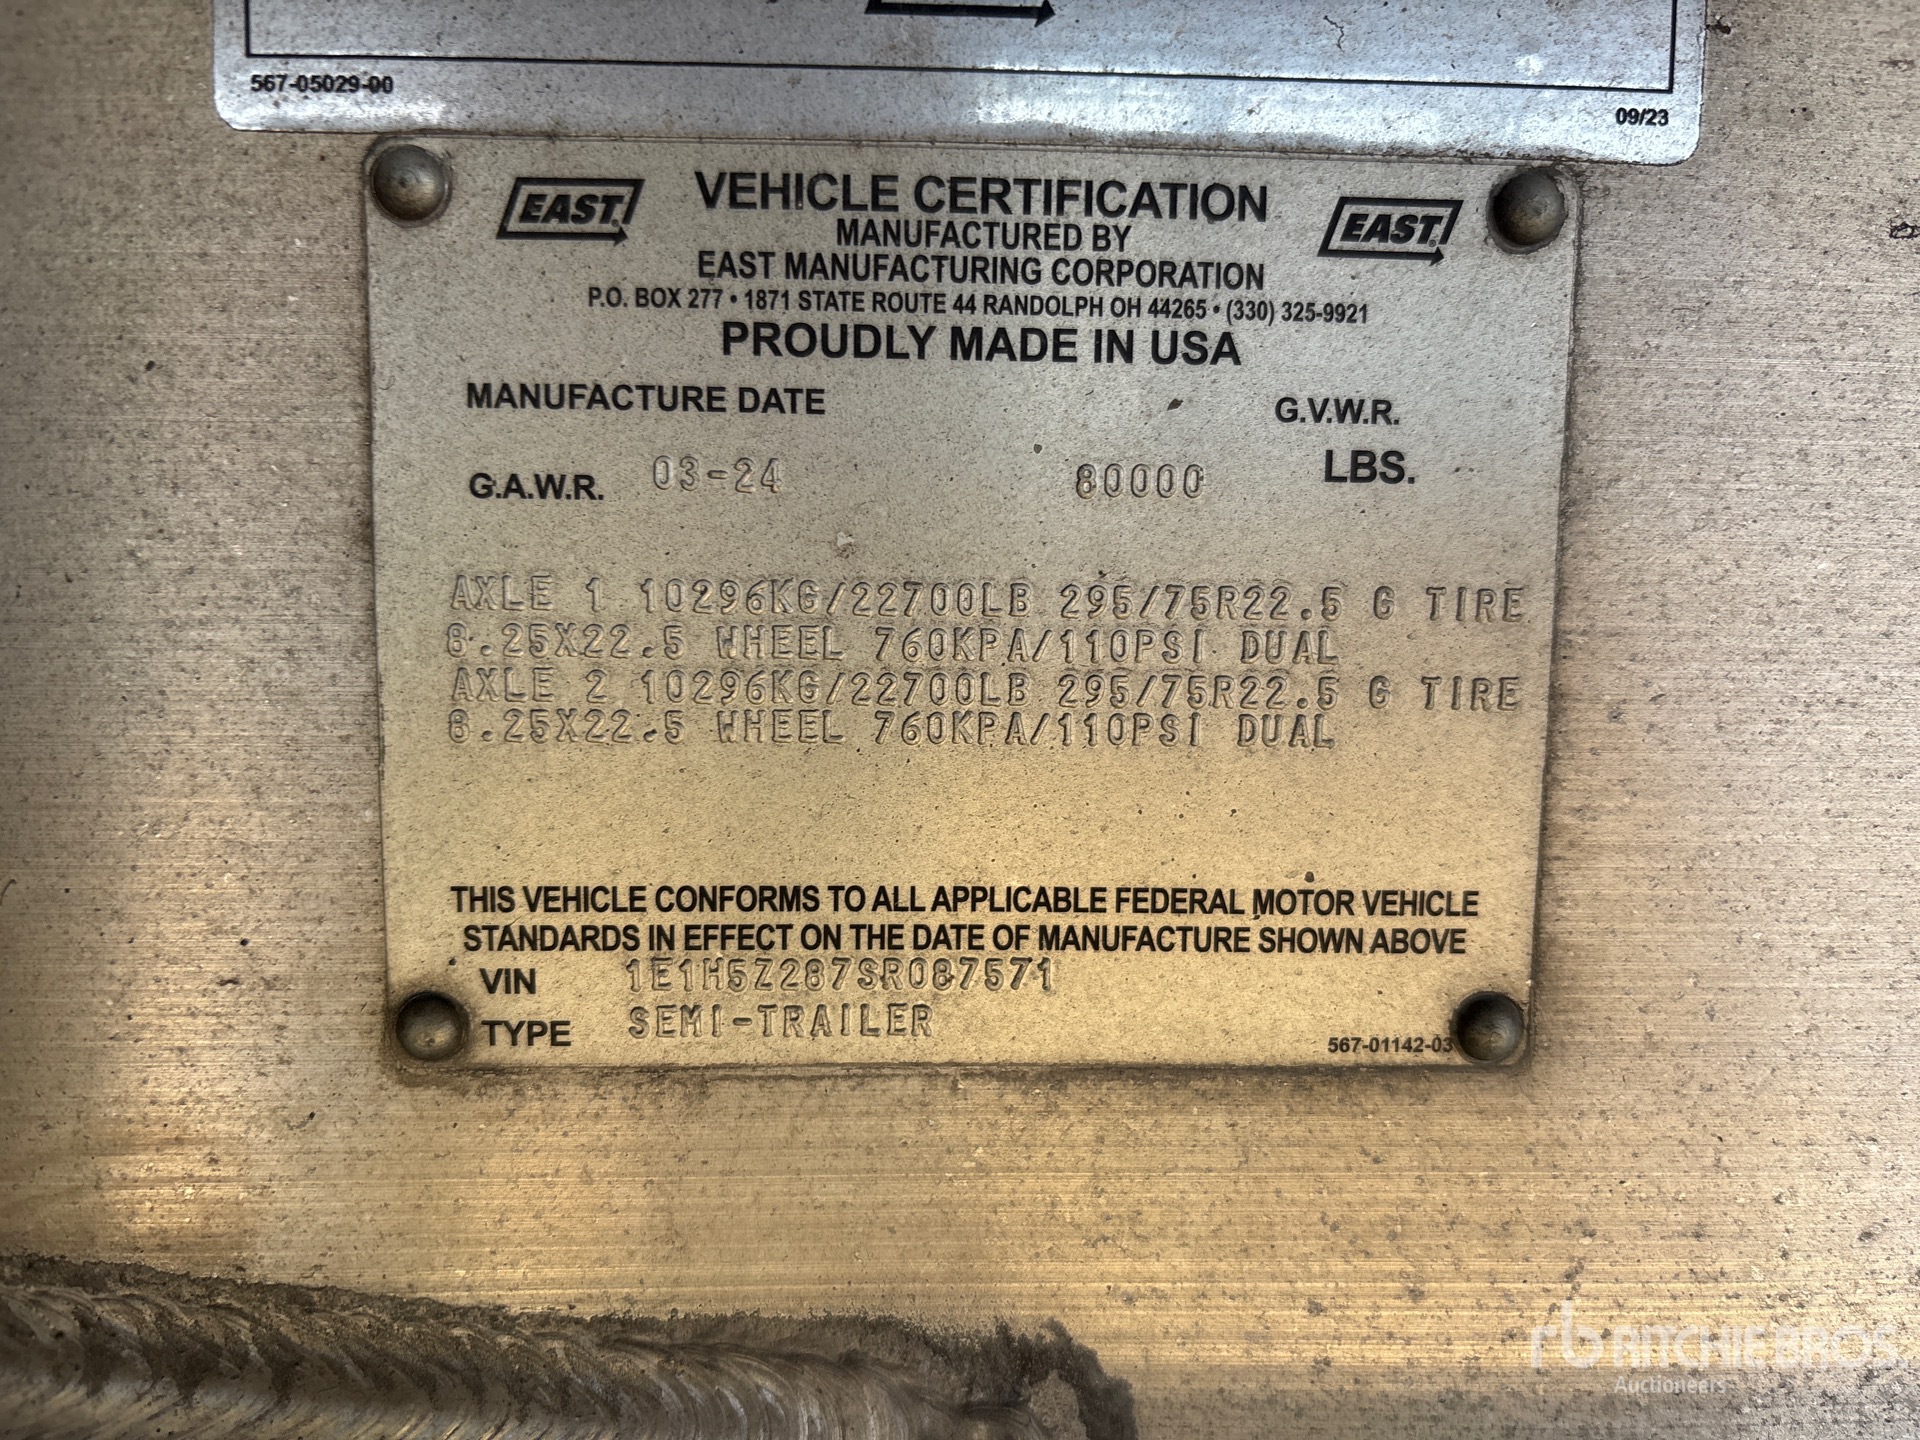 567-05029-00
09/23
EAST
VEHICLE CERTIFICATION
EAST
MANUFACTURED BY
EAST MANUFACTURING CORPORATION
P.O. BOX 277 • 1871 STATE ROUTE 44 RANDOLPH OH 44265 • (330) 325-9921
PROUDLY MADE IN USA
MANUFACTURE DATE
G.V.W.R.
G.A.W.R. 03-24 80000 LBS.
AXLE 1 10296KG/22700LB 295/75R22.5 G TIRE
8.25X22.5 WHEEL 760KPA/110PSI DUAL
AXLE 2 10296KG/22700LB 295/75R22.5 G TIRE
8.25X22.5 WHEEL 760KPA/110PSI DUAL
THIS VEHICLE CONFORMS TO ALL APPLICABLE FEDERAL MOTOR VEHICLE
STANDARDS IN EFFECT ON THE DATE OF MANUFACTURE SHOWN ABOVE
VIN 1E1H5Z287SR087571
TYPE SEMI-TRAILER
567-01142-03
rb RITCHIE BROS
Auctioneers